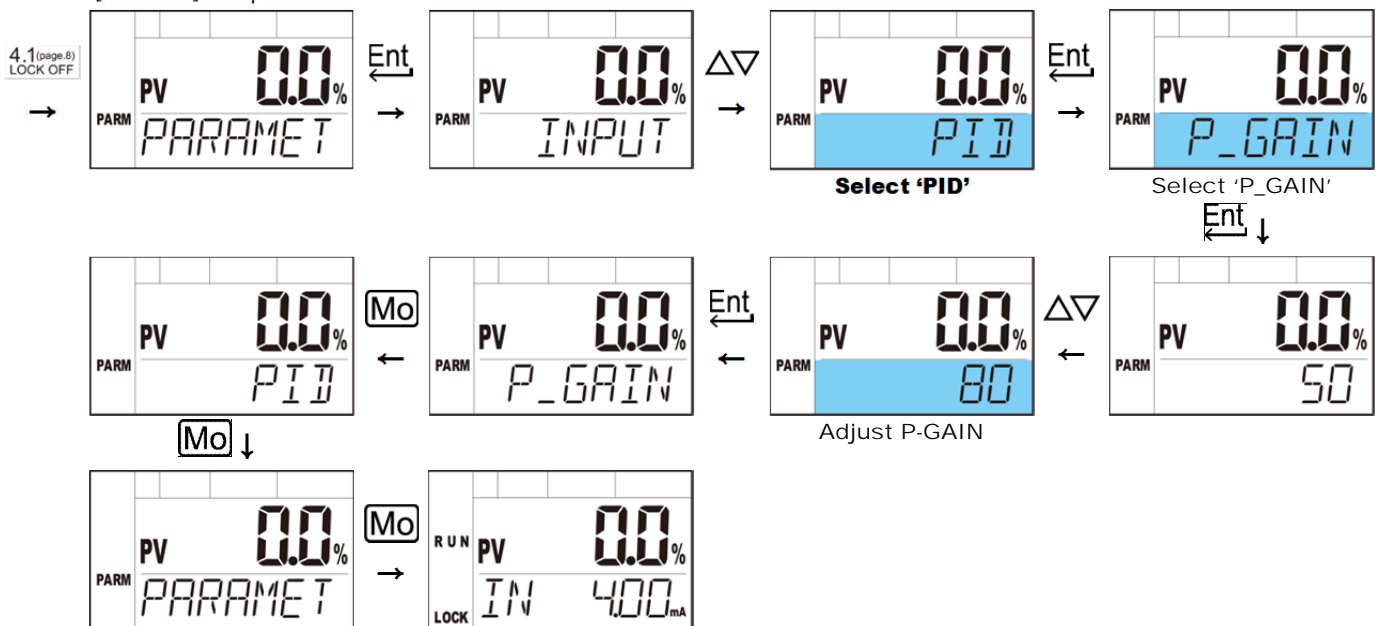 4.1(page.8)
LOCK OFF
→
PV 0.0%
PARM
PARAMET
Ent
→
PV 0.0%
PARM
INPUT
△▽
→
PV 0.0%
PARM
PID
Select ‘PID’
Ent
→
PV 0.0%
PARM
P_GAIN
Select ‘P_GAIN’
Ent ↓
PV 0.0%
PARM
50
△▽
←
PV 0.0%
PARM
80
Adjust P-GAIN
Ent
←
PV 0.0%
PARM
P_GAIN
Mo
←
PV 0.0%
PARM
PID
Mo ↓
PV 0.0%
PARM
PARAMET
Mo
→
RUN PV 0.0%
LOCK IN 4.00mA